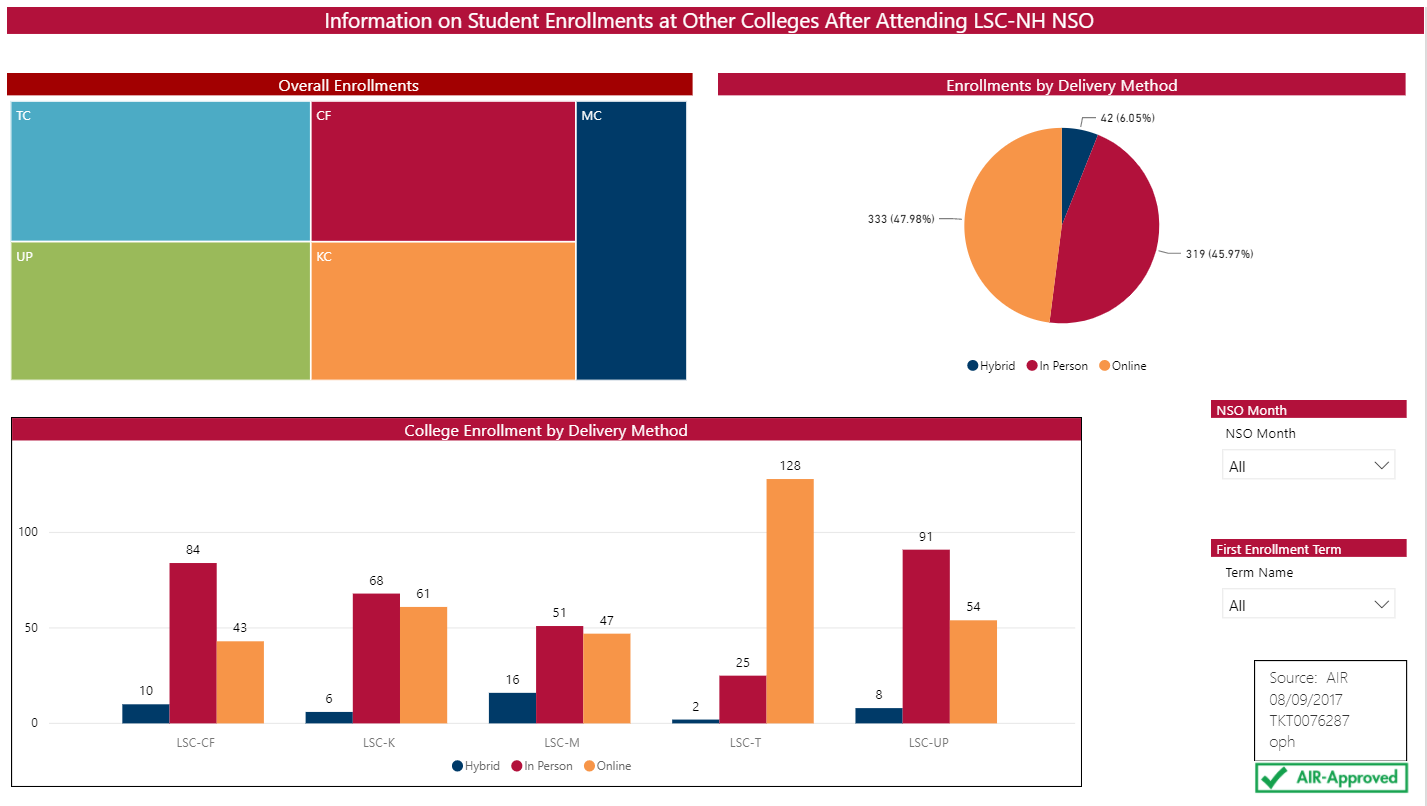 Information on Student Enrollments at Other Colleges After Attending LSC-NH NSO
Overall Enrollments
TC
CF
MC
UP
KC
Enrollments by Delivery Method
42 (6.05%)
333 (47.98%)
319 (45.97%)
Hybrid In Person Online
College Enrollment by Delivery Method
100
50
0
10
84
43
6
68
61
16
51
47
2
25
128
8
91
54
LSC-CF LSC-K LSC-M LSC-T LSC-UP
Hybrid In Person Online
NSO Month
NSO Month
All
First Enrollment Term
Term Name
All
Source: AIR
08/09/2017
TKT0076287
oph
AIR-Approved